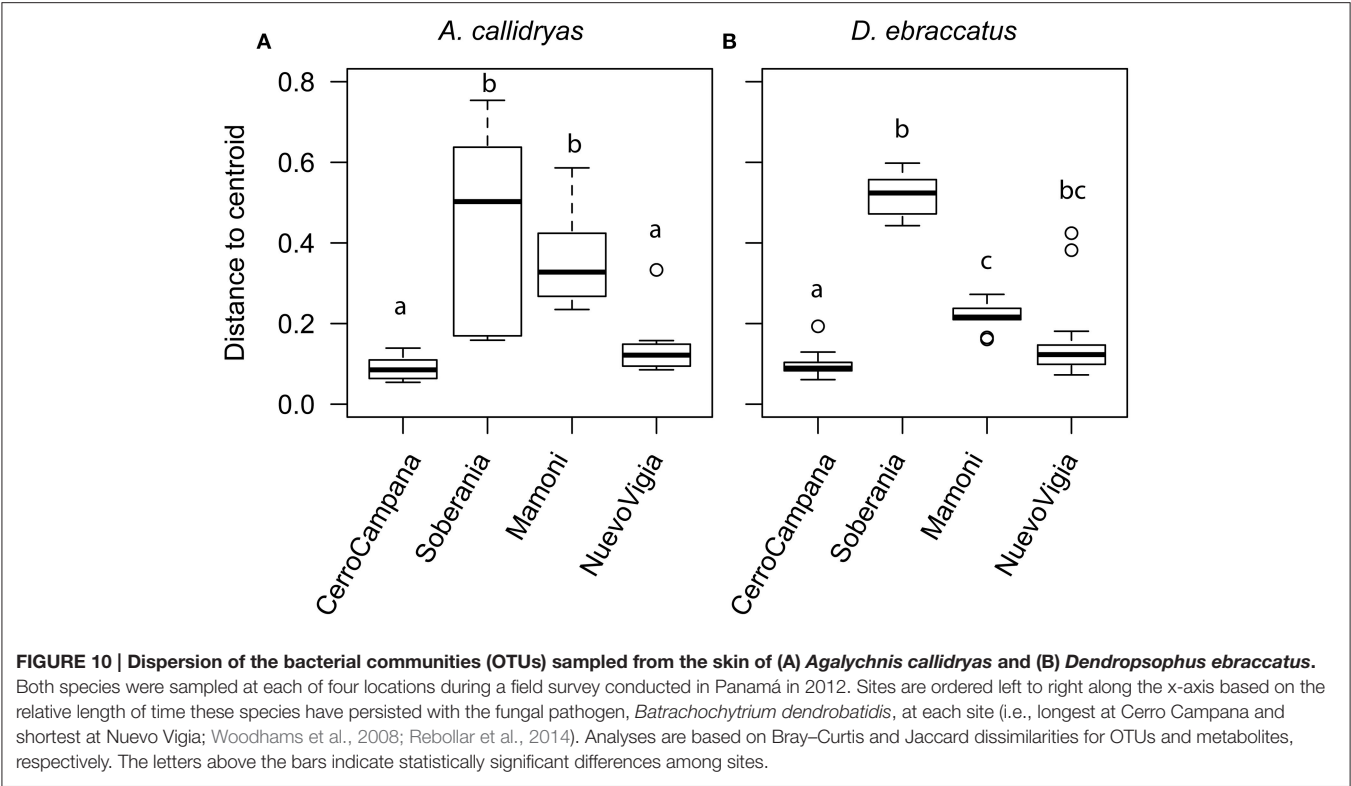 A
A. callidryas
B
D. ebraccatus
Distance to centroid
0.8
0.6
0.4
0.2
0.0
a
b
b
a
a
b
c
bc
CerroCampana
Soberania
Mamoni
NuevoVigia
CerroCampana
Soberania
Mamoni
NuevoVigia
FIGURE 10 | Dispersion of the bacterial communities (OTUs) sampled from the skin of (A) Agalychnis callidryas and (B) Dendropsophus ebraccatus.
Both species were sampled at each of four locations during a field survey conducted in Panamá in 2012. Sites are ordered left to right along the x-axis based on the
relative length of time these species have persisted with the fungal pathogen, Batrachochytrium dendrobatidis, at each site (i.e., longest at Cerro Campana and
shortest at Nuevo Vigia; Woodhams et al., 2008; Rebollar et al., 2014). Analyses are based on Bray–Curtis and Jaccard dissimilarities for OTUs and metabolites,
respectively. The letters above the bars indicate statistically significant differences among sites.